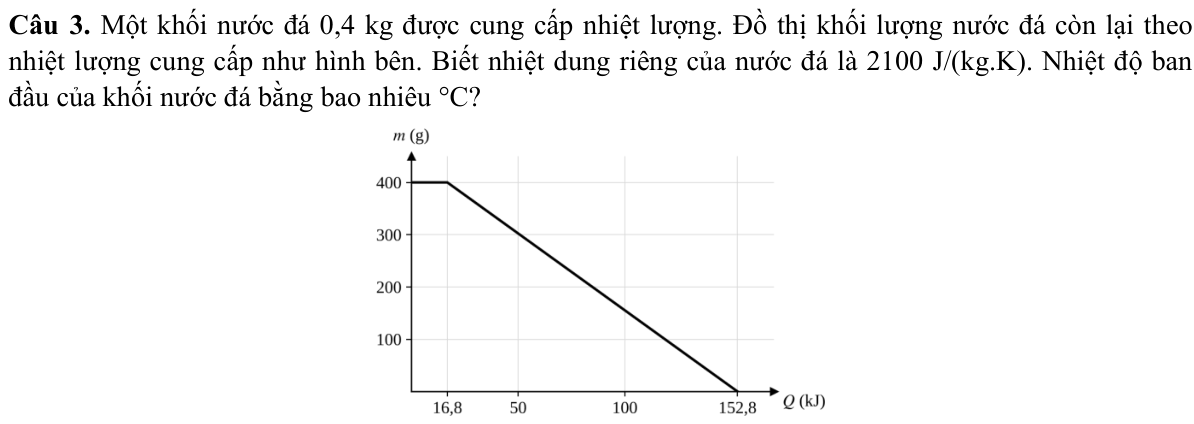 Câu 3. Một khối nước đá 0,4 kg được cung cấp nhiệt lượng. Đồ thị khối lượng nước đá còn lại theo
nhiệt lượng cung cấp như hình bên. Biết nhiệt dung riêng của nước đá là 2100 J/(kg.K). Nhiệt độ ban
đầu của khối nước đá bằng bao nhiêu °C?
m (g)
400
300
200
100
16,8 50 100 152,8 Q (kJ)